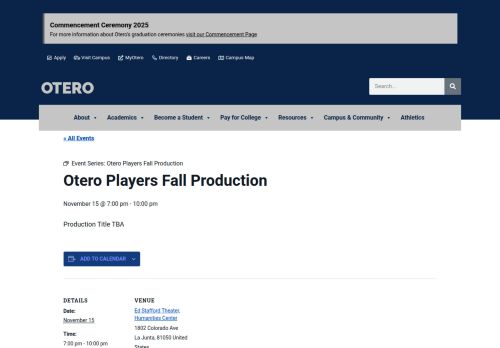 Commencement Ceremony 2025
For more information about Otero's graduation ceremonies visit our Commencement Page
Apply Visit Campus MyOtero Directory Careers Campus Map
OTERO
Search...
About Academics Become a Student Pay for College Resources Campus & Community Athletics
« All Events
Event Series: Otero Players Fall Production
Otero Players Fall Production
November 15 @ 7:00 pm - 10:00 pm
Production Title TBA
ADD TO CALENDAR
DETAILS
Date:
November 15
Time:
7:00 pm - 10:00 pm
VENUE
Ed Stafford Theater,
Humanities Center
1802 Colorado Ave
La Junta, 81050 United
States